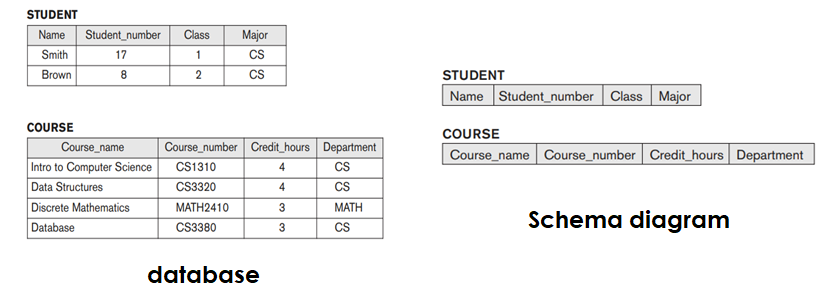 STUDENT
Name Student_number Class Major
Smith 17 1 CS
Brown 8 2 CS
COURSE
Course_name Course_number Credit_hours Department
Intro to Computer Science CS1310 4 CS
Data Structures CS3320 4 CS
Discrete Mathematics MATH2410 3 MATH
Database CS3380 3 CS
database
STUDENT
Name Student_number Class Major
COURSE
Course_name Course_number Credit_hours Department
Schema diagram